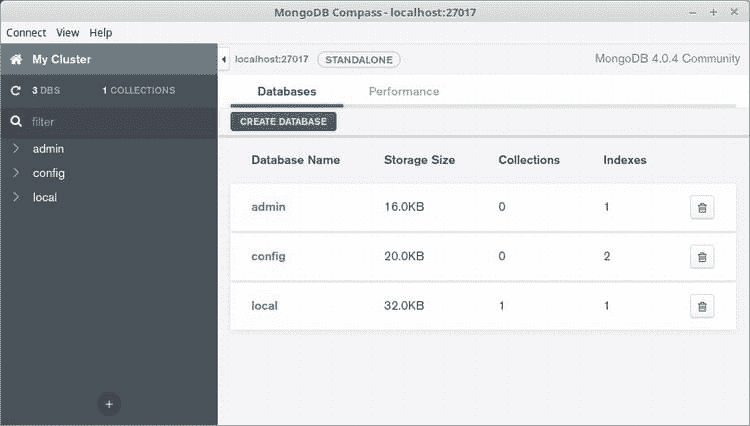 MongoDB Compass - localhost:27017
Connect View Help
My Cluster
localhost:27017 STANDALONE MongoDB 4.0.4 Community
3 DBS 1 COLLECTIONS
Databases Performance
filter
CREATE DATABASE
admin
config
local
Database Name Storage Size Collections Indexes
admin 16.0KB 0 1
config 20.0KB 0 2
local 32.0KB 1 1